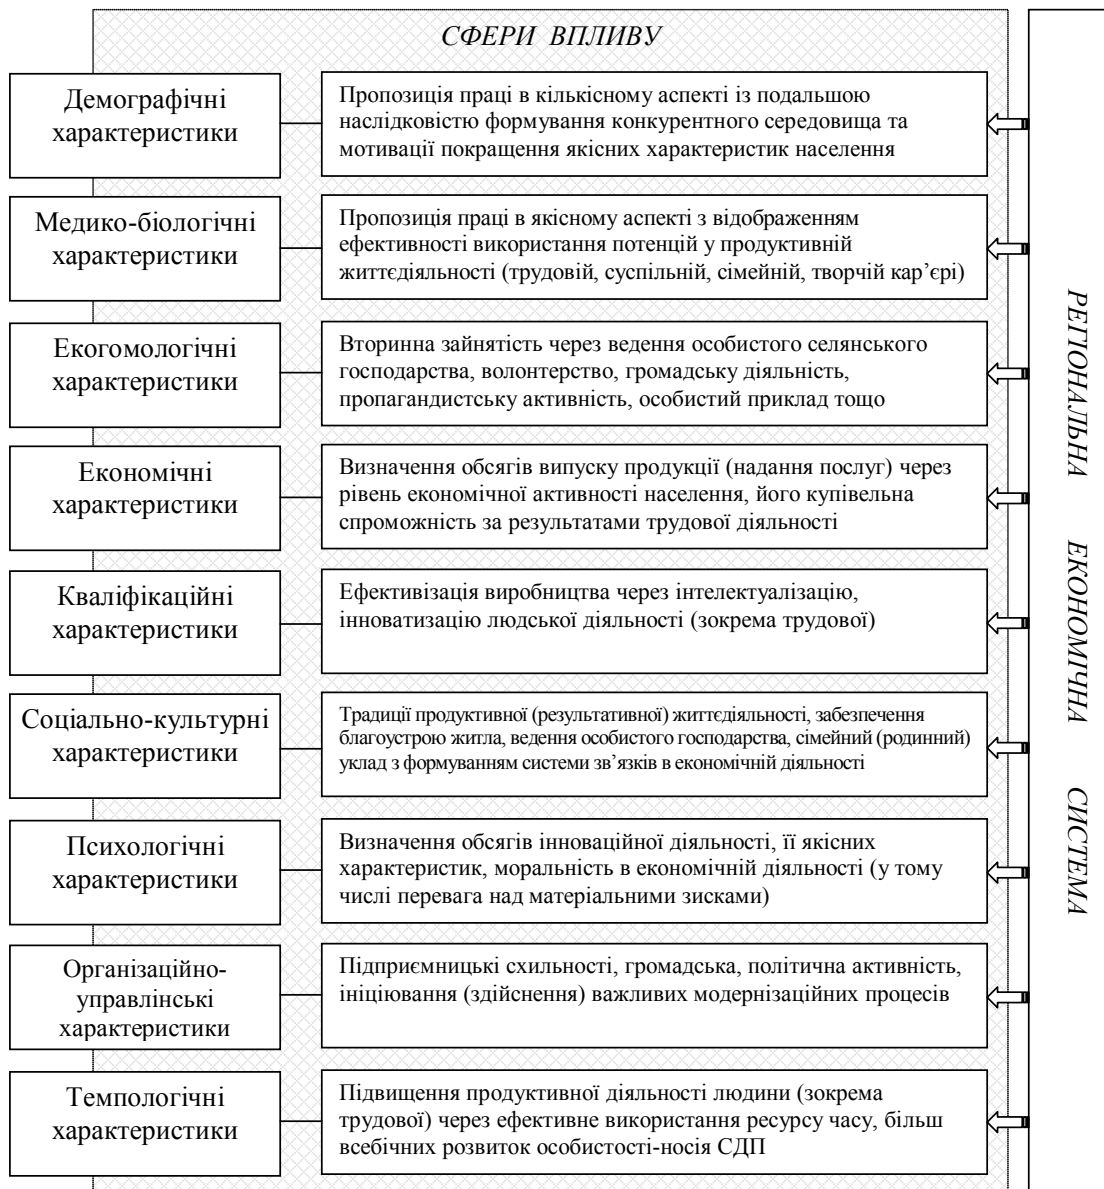 СФЕРИ ВПЛИВУ
Демографічні
характеристики
Пропозиція праці в кількісному аспекті із подальшою
наслідковістю формування конкурентного середовища та
мотивації покращення якісних характеристик населення
Медико-біологічні
характеристики
Пропозиція праці в якісному аспекті з відображенням
ефективності використання потенцій у продуктивній
життєдіяльності (трудовій, суспільній, сімейній, творчій кар’єрі)
Екогомологічні
характеристики
Вторинна зайнятість через ведення особистого селянського
господарства, волонтерство, громадську діяльність,
пропагандистську активність, особистий приклад тощо
Економічні
характеристики
Визначення обсягів випуску продукції (надання послуг) через
рівень економічної активності населення, його купівельна
спроможність за результатами трудової діяльності
Кваліфікаційні
характеристики
Ефективізація виробництва через інтелектуалізацію,
інноватизацію людської діяльності (зокрема трудової)
Соціально-культурні
характеристики
Традиції продуктивної (результативної) життєдіяльності, забезпечення
благоустрою житла, ведення особистого господарства, сімейний (родинний)
уклад з формуванням системи зв’язків в економічній діяльності
Психологічні
характеристики
Визначення обсягів інноваційної діяльності, її якісних
характеристик, моральність в економічній діяльності (у тому
числі перевага над матеріальними зисками)
Організаційно-
управлінські
характеристики
Підприємницькі схильності, громадська, політична активність,
ініціювання (здійснення) важливих модернізаційних процесів
Темпологічні
характеристики
Підвищення продуктивної діяльності людини (зокрема
трудової) через ефективне використання ресурсу часу, більш
всебічних розвиток особистості-носія СДП
РЕГІОНАЛЬНА ЕКОНОМІЧНА СИСТЕМА